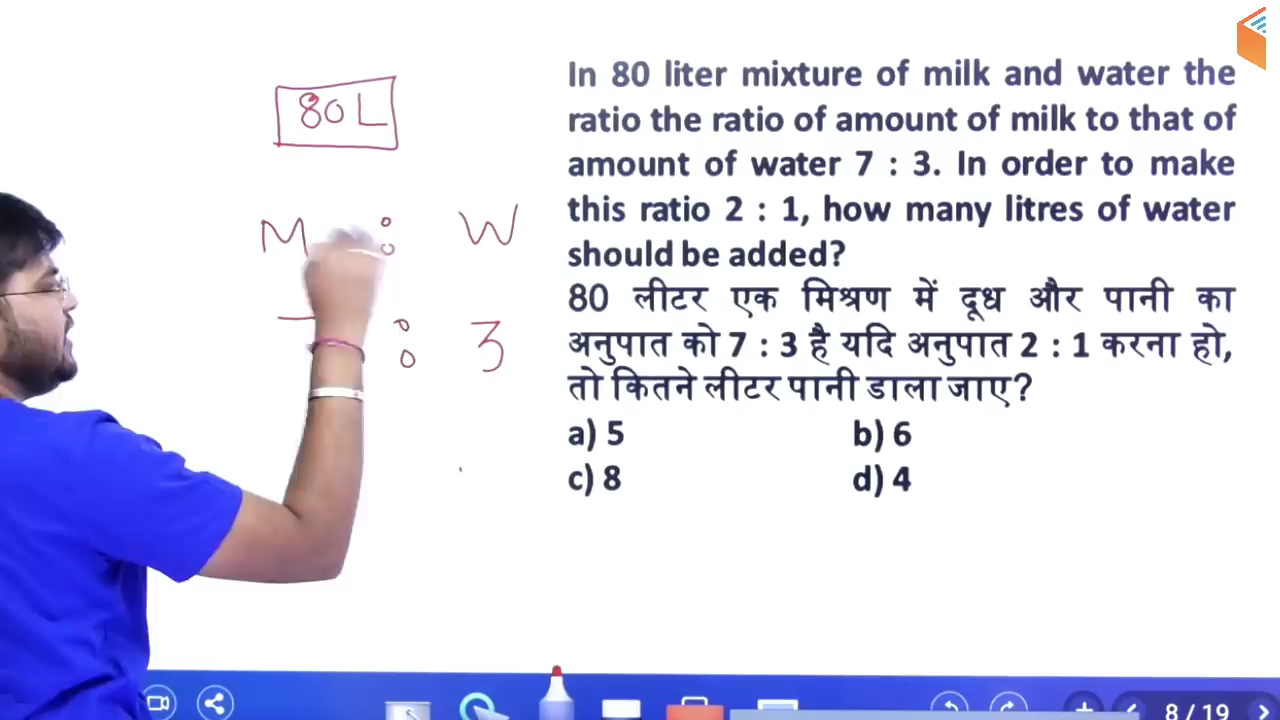 80 L
M : W
: 3
In 80 liter mixture of milk and water the
ratio the ratio of amount of milk to that of
amount of water 7 : 3. In order to make
this ratio 2 : 1, how many litres of water
should be added?
80 लीटर एक मिश्रण में दूध और पानी का
अनुपात को 7 : 3 है यदि अनुपात 2 : 1 करना हो,
तो कितने लीटर पानी डाला जाए?
a) 5 b) 6
c) 8 d) 4
8 / 19